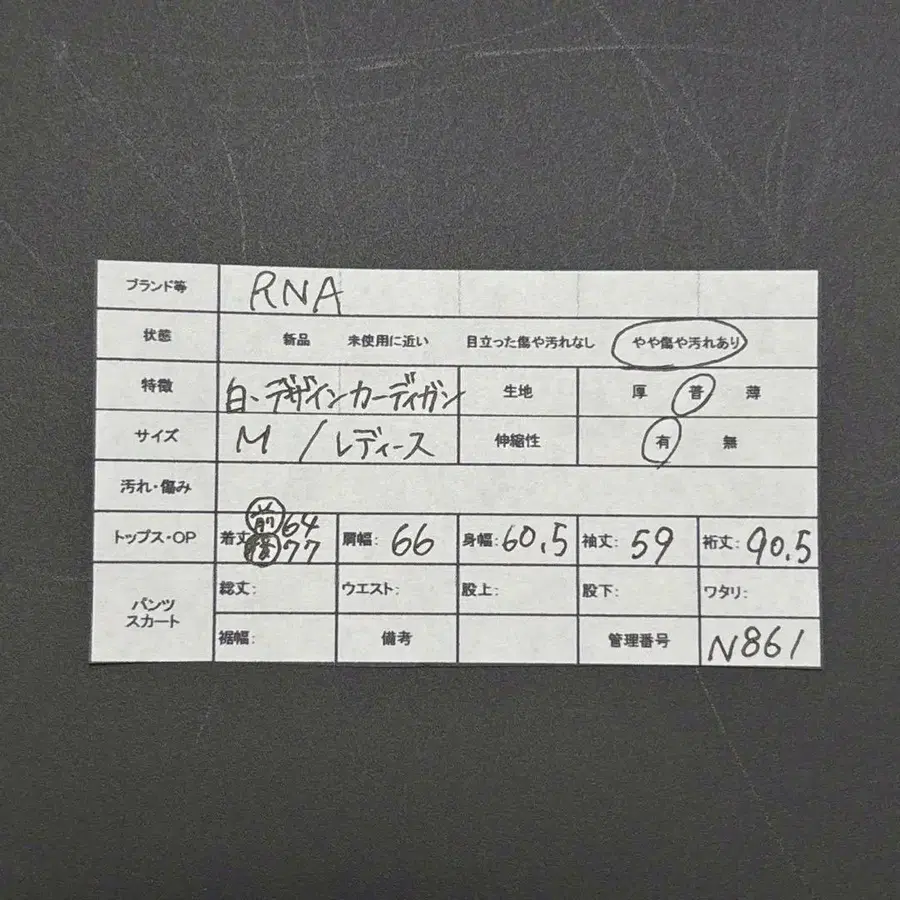 ブランド等 RNA
状態 新品 未使用に近い 目立った傷や汚れなし やや傷や汚れあり
特徴 白、デザインカーディガン 生地 厚 普 薄
サイズ M / レディース 伸縮性 有 無
汚れ・傷み
トップス・OP 着丈 前 64 肩幅: 66 身幅: 60.5 袖丈: 59 裄丈: 90.5
後 77
パンツ 総丈: ウエスト: 股上: 股下: ワタリ:
スカート
裾幅: 備考 管理番号 N861